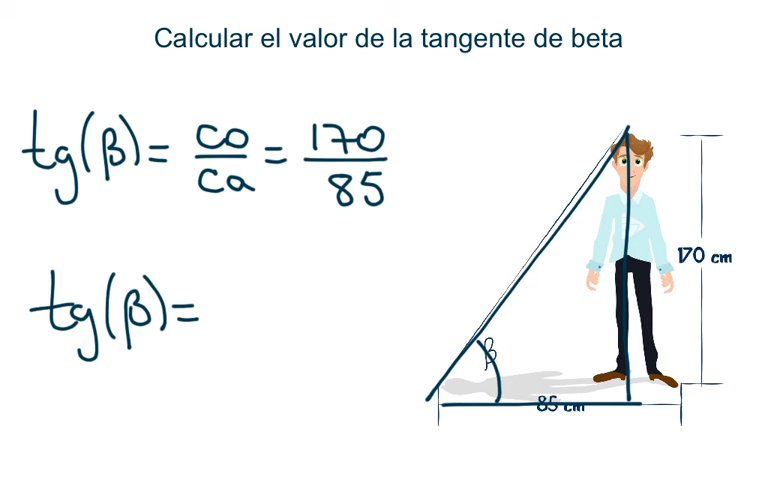 Calcular el valor de la tangente de beta
tg(β) = co/ca = 170/85
170 cm
tg(β) =
β
85 cm